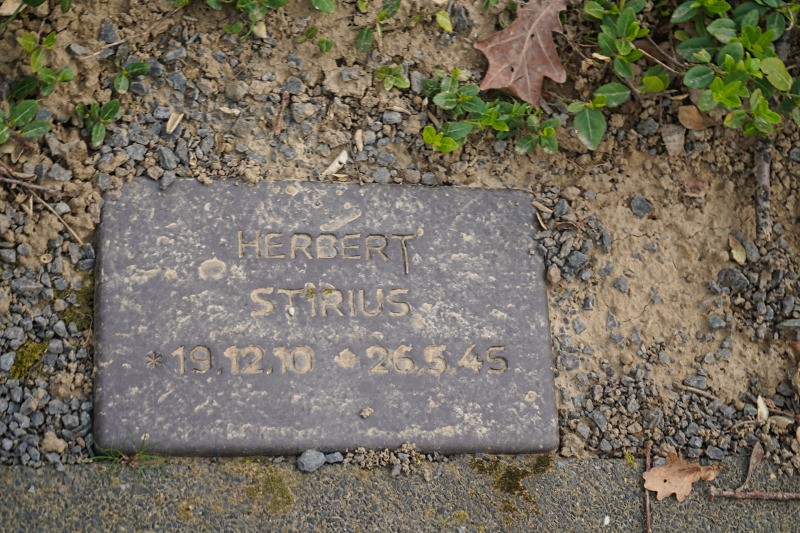 HERBERT
STIRIUS
* 19.12.10 ✦ 26.5.45